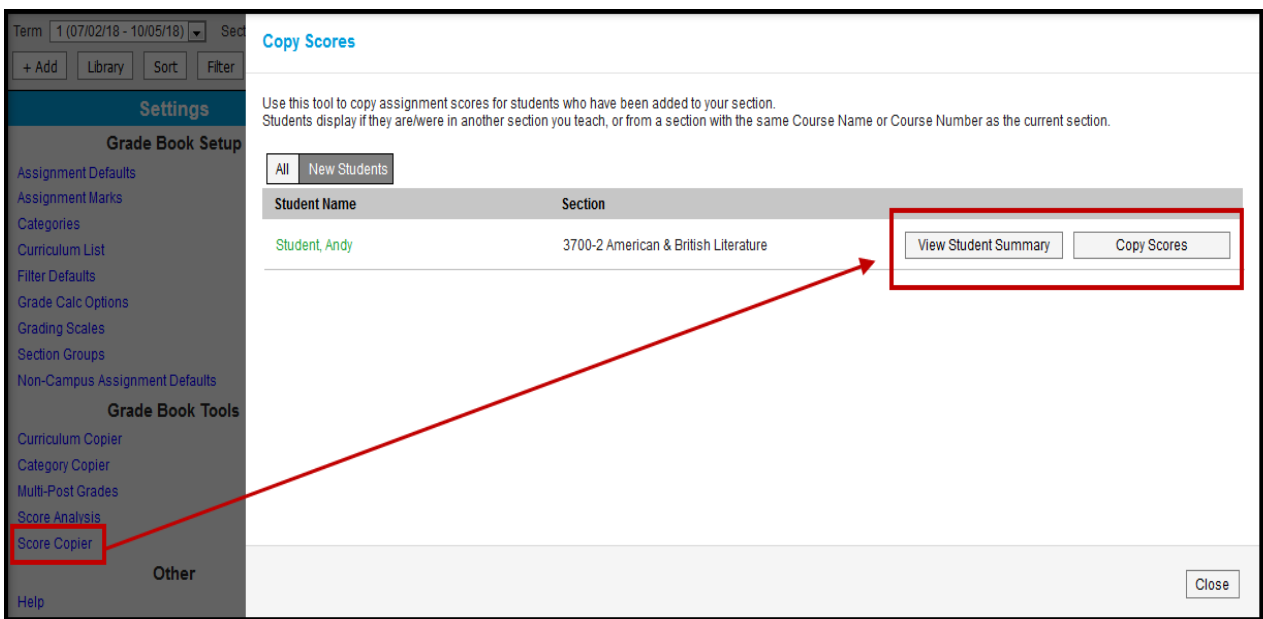 Term 1 (07/02/18 - 10/05/18) Sect
+ Add Library Sort Filter
Settings
Grade Book Setup
Assignment Defaults
Assignment Marks
Categories
Curriculum List
Filter Defaults
Grade Calc Options
Grading Scales
Section Groups
Non-Campus Assignment Defaults
Grade Book Tools
Curriculum Copier
Category Copier
Multi-Post Grades
Score Analysis
Score Copier
Other
Help
Copy Scores
Use this tool to copy assignment scores for students who have been added to your section.
Students display if they are/were in another section you teach, or from a section with the same Course Name or Course Number as the current section.
All New Students
Student Name Section
Student, Andy 3700-2 American & British Literature View Student Summary Copy Scores
Close